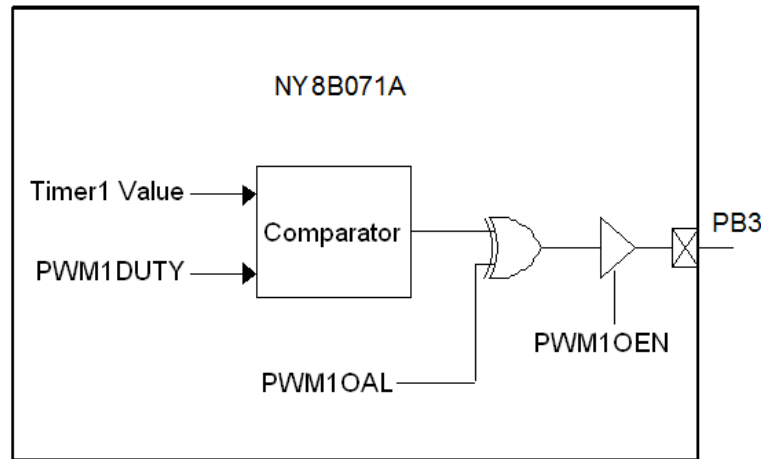 NY8B071A
Timer1 Value
Comparator
PB3
PWM1DUTY
PWM1OEN
PWM1OAL